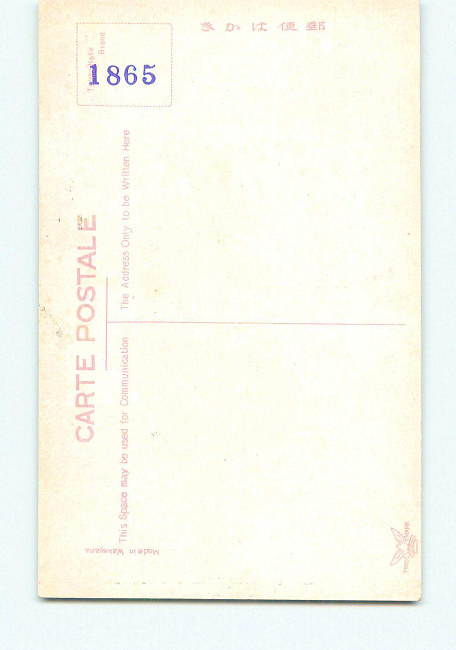 郵便はかき
Brand
1865
CARTE POSTALE
The Address Only to be Written Here
This Space may be used for Communication
Made in Wakayama